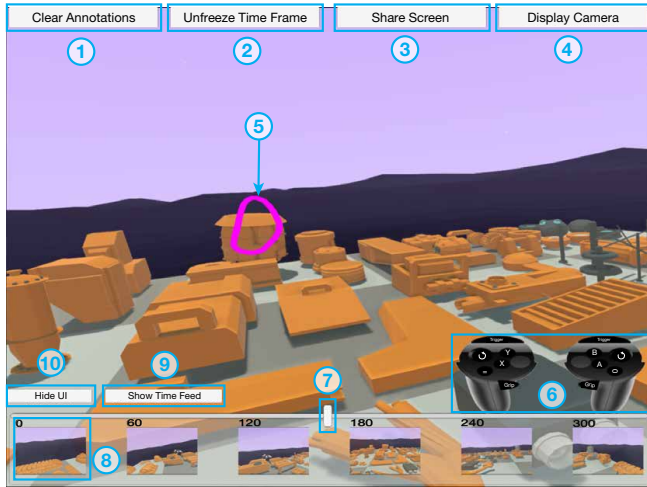 Clear Annotations
Unfreeze Time Frame
Share Screen
Display Camera
1
2
3
4
5
Trigger
Trigger
Y
X
B
A
Grip
Grip
6
10
9
7
Hide UI
Show Time Feed
0
60
120
180
240
300
8